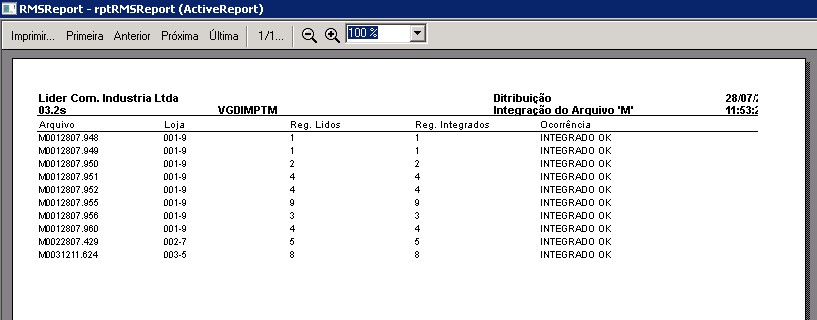 RMSReport - rptRMSReport (ActiveReport)
Imprimir... Primeira Anterior Próxima Última 1/1... 100 %
Lider Com. Industria Ltda Ditribuição 28/07/2
03.2s VGDIMPTM Integração do Arquivo 'M' 11:53:2
Arquivo Loja Reg. Lidos Reg. Integrados Ocorrência
M0012807.948 001-9 1 1 INTEGRADO OK
M0012807.949 001-9 1 1 INTEGRADO OK
M0012807.950 001-9 2 2 INTEGRADO OK
M0012807.951 001-9 4 4 INTEGRADO OK
M0012807.952 001-9 4 4 INTEGRADO OK
M0012807.955 001-9 9 9 INTEGRADO OK
M0012807.956 001-9 3 3 INTEGRADO OK
M0012807.960 001-9 4 4 INTEGRADO OK
M0022807.429 002-7 5 5 INTEGRADO OK
M0031211.624 003-5 8 8 INTEGRADO OK